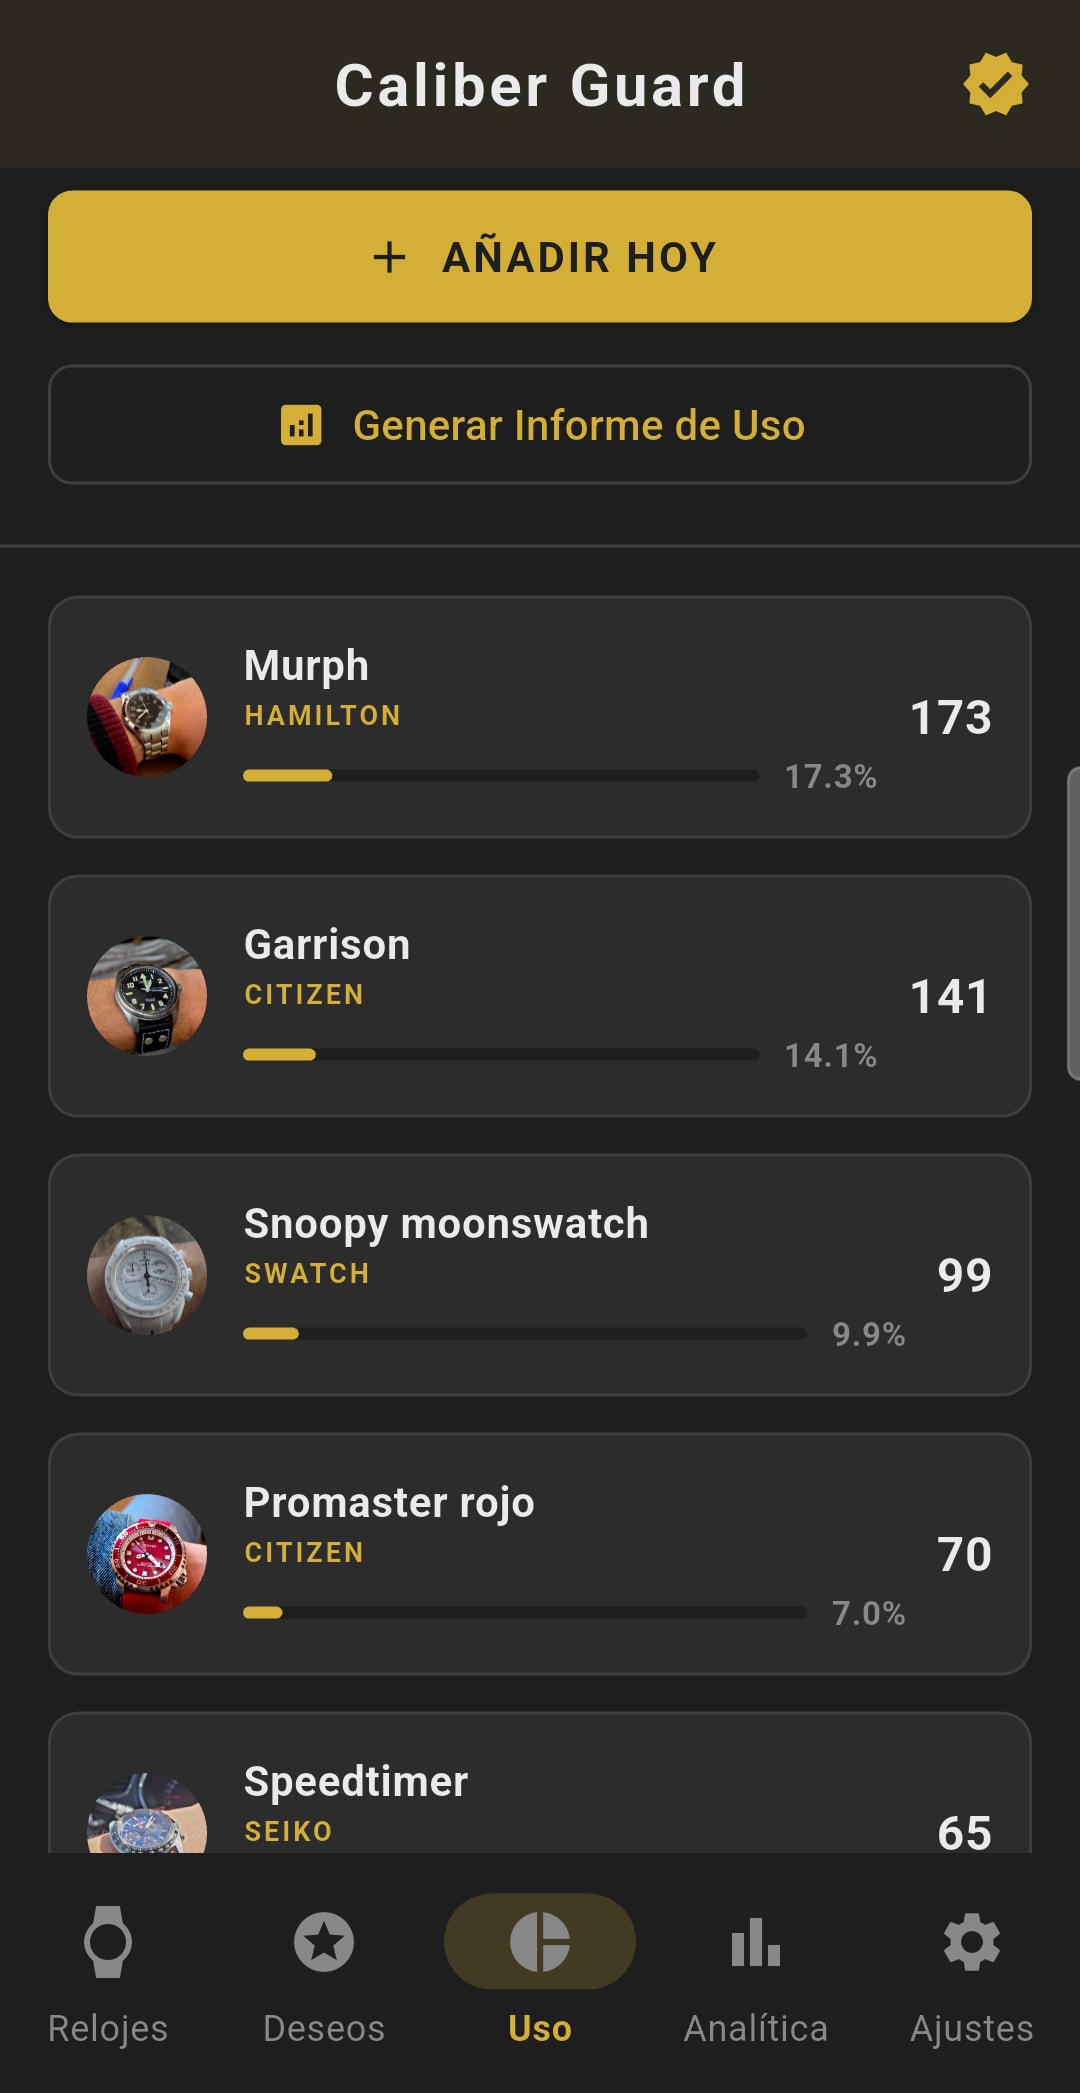 Caliber Guard
AÑADIR HOY
Generar Informe de Uso
Murph
HAMILTON
173
17.3%
Garrison
CITIZEN
141
14.1%
Snoopy moonswatch
SWATCH
99
9.9%
Promaster rojo
CITIZEN
70
7.0%
Speedtimer
SEIKO
65
Relojes
Deseos
Uso
Analítica
Ajustes